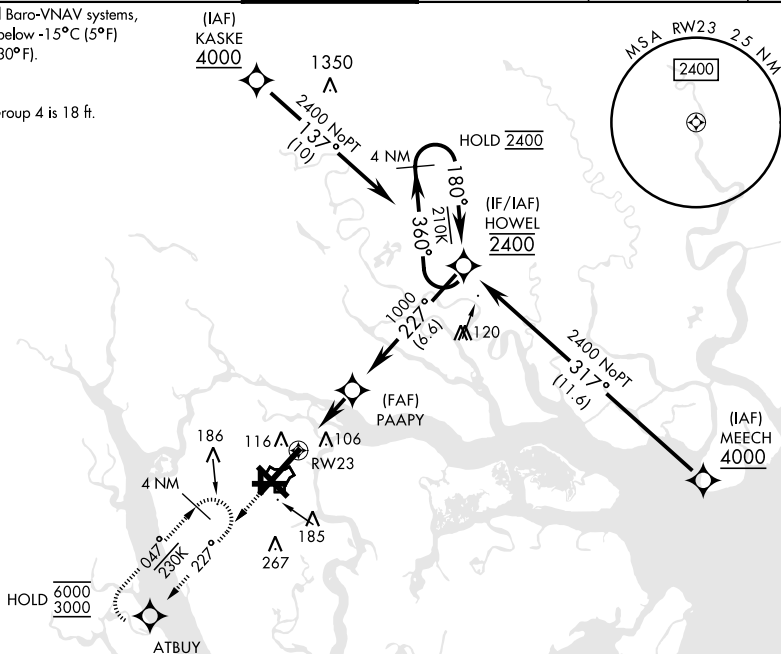 Baro-VNAV systems,
below -15°C (5°F)
30°F).
roup 4 is 18 ft.
(IAF)
KASKE
4000
1350
2400 NoPT
137°
(10)
4 NM
HOLD 2400
180°
210K
360°
(IF/IAF)
HOWEL
2400
MSA RW23 25 NM
2400
1000
227°
(6.6)
120
2400 NoPT
317°
(11.6)
(IAF)
MEECH
4000
(FAF)
PAAPY
186
116
106
RW23
4 NM
047°
230K
227°
185
267
HOLD 6000
3000
ATBUY